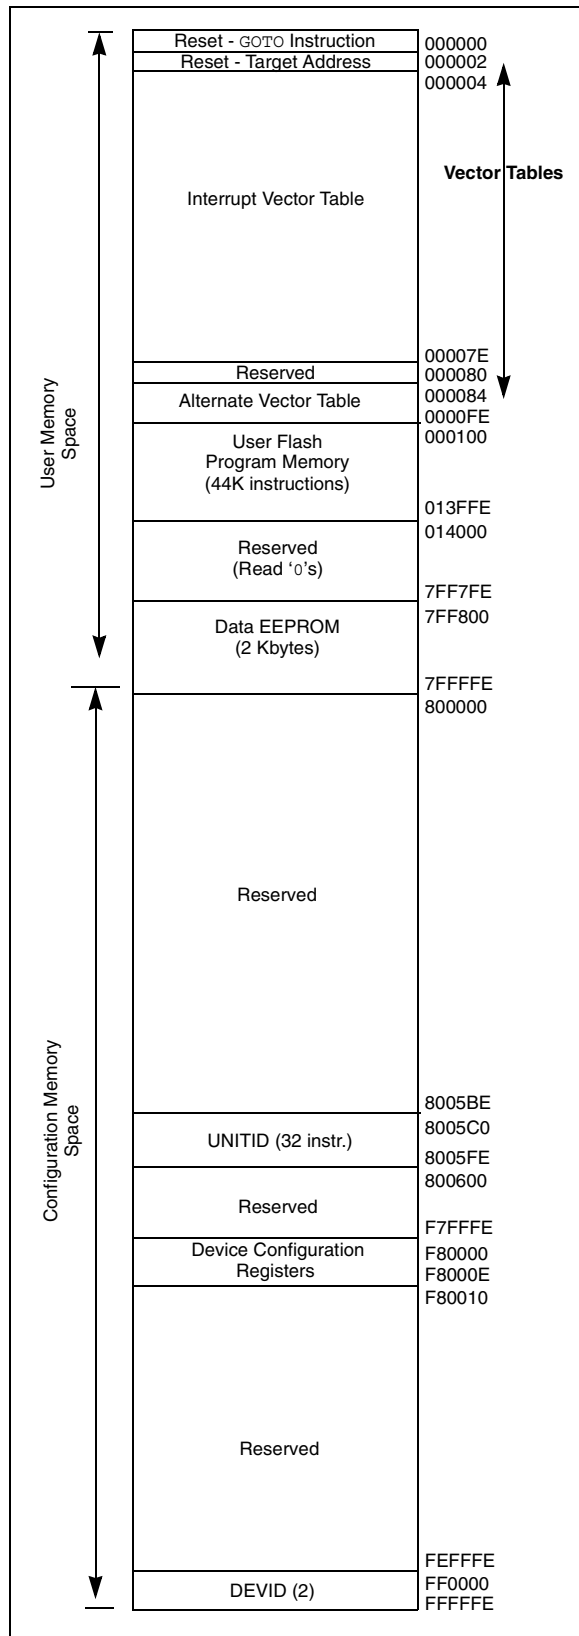 Reset - GOTO Instruction
000000
Reset - Target Address
000002
000004
Vector Tables
Interrupt Vector Table
00007E
Reserved
000080
000084
Alternate Vector Table
0000FE
User Flash
Program Memory
(44K instructions)
000100
013FFE
014000
Reserved
(Read ‘0’s)
7FF7FE
7FF800
Data EEPROM
(2 Kbytes)
7FFFFE
User Memory
Space
800000
Reserved
8005BE
8005C0
UNITID (32 instr.)
8005FE
800600
Reserved
F7FFFE
Device Configuration
Registers
F80000
F8000E
F80010
Reserved
FEFFFE
FF0000
DEVID (2)
FFFFFE
Configuration Memory
Space